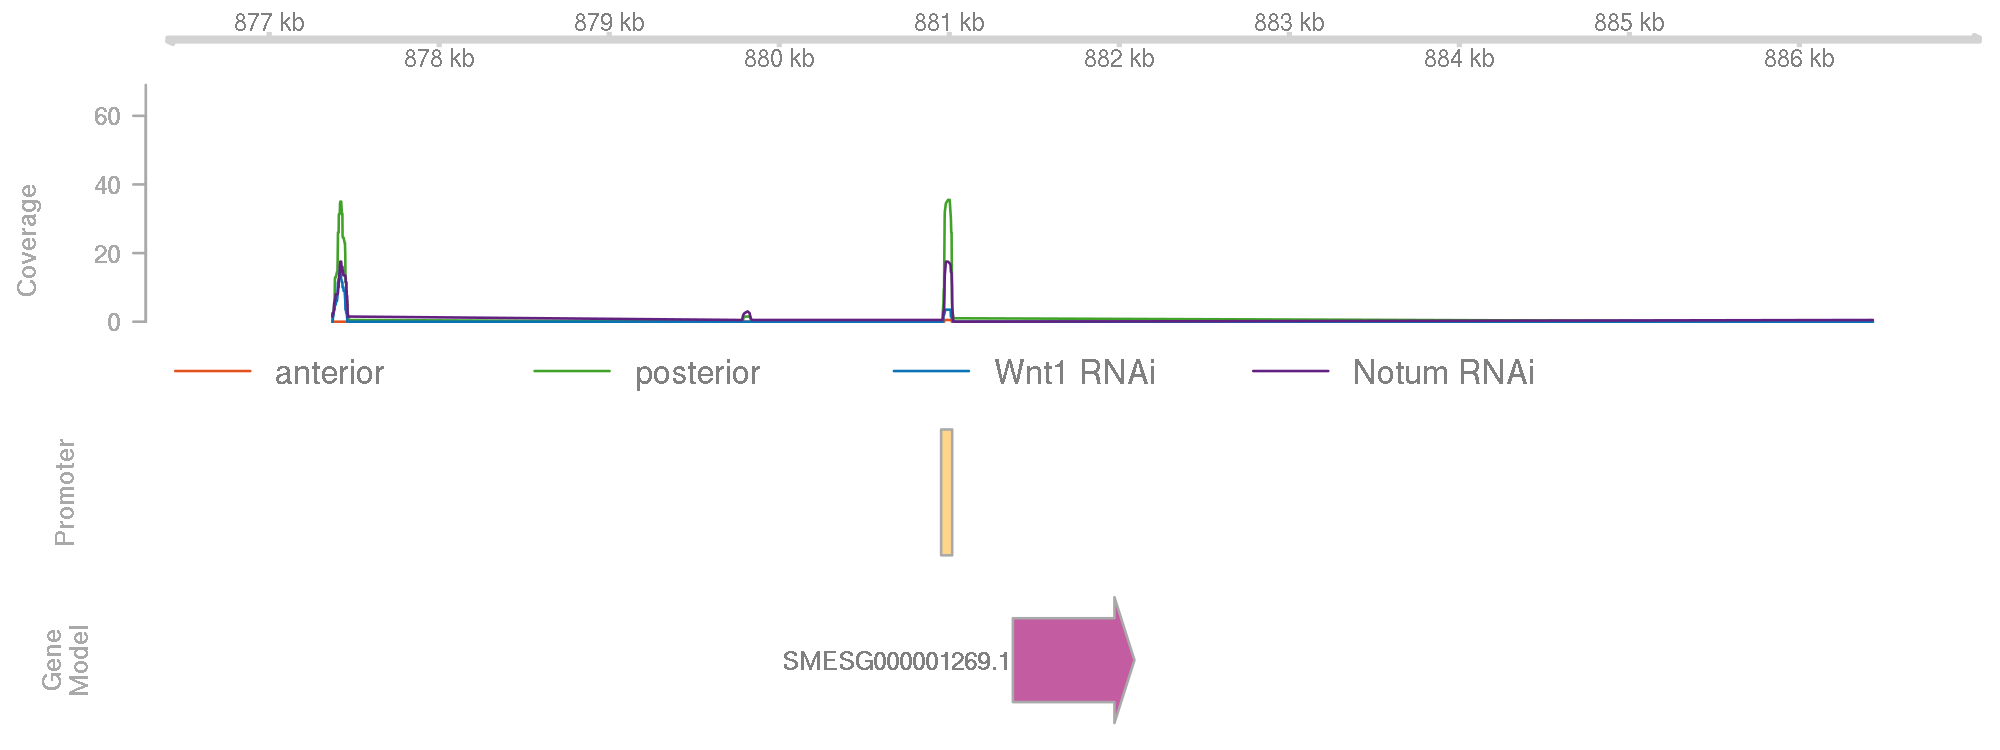 877 kb 879 kb 881 kb 883 kb 885 kb
878 kb 880 kb 882 kb 884 kb 886 kb
60
40
20
0
Coverage
anterior posterior Wnt1 RNAi Notum RNAi
Promoter
Gene
Model
SMESG000001269.1